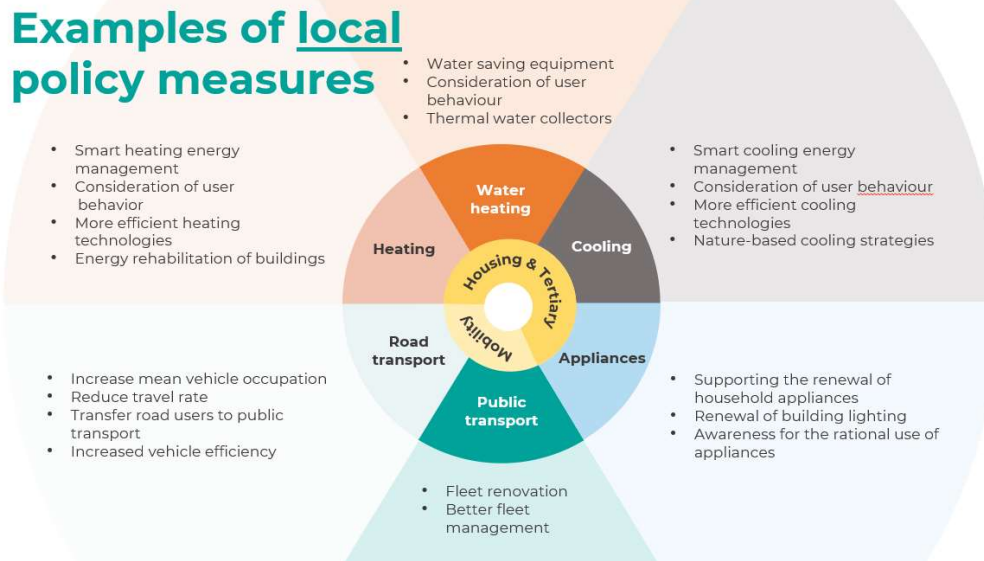 Examples of local
policy measures
• Water saving equipment
• Consideration of user
behaviour
• Thermal water collectors
• Smart heating energy
management
• Consideration of user
behavior
• More efficient heating
technologies
• Energy rehabilitation of buildings
• Smart cooling energy
management
• Consideration of user behaviour
• More efficient cooling
technologies
• Nature-based cooling strategies
Water
heating
Heating
Cooling
Housing & Tertiary
Mobility
Road
transport
Appliances
Public
transport
• Increase mean vehicle occupation
• Reduce travel rate
• Transfer road users to public
transport
• Increased vehicle efficiency
• Supporting the renewal of
household appliances
• Renewal of building lighting
• Awareness for the rational use of
appliances
• Fleet renovation
• Better fleet
management